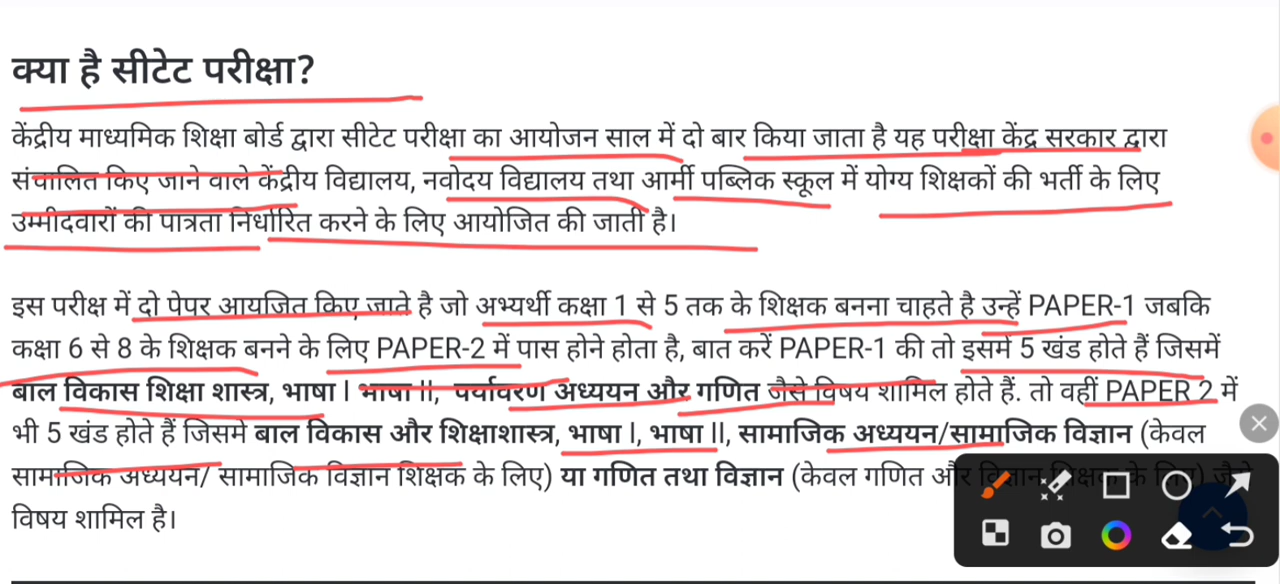 क्या है सीटेट परीक्षा?
केंद्रीय माध्यमिक शिक्षा बोर्ड द्वारा सीटेट परीक्षा का आयोजन साल में दो बार किया जाता है यह परीक्षा केंद्र सरकार द्वारा
संचालित किए जाने वाले केंद्रीय विद्यालय, नवोदय विद्यालय तथा आर्मी पब्लिक स्कूल में योग्य शिक्षकों की भर्ती के लिए
उम्मीदवारों की पात्रता निर्धारित करने के लिए आयोजित की जाती है।
इस परीक्ष में दो पेपर आयजित किए जाते है जो अभ्यर्थी कक्षा 1 से 5 तक के शिक्षक बनना चाहते है उन्हें PAPER-1 जबकि
कक्षा 6 से 8 के शिक्षक बनने के लिए PAPER-2 में पास होने होता है, बात करें PAPER-1 की तो इसमें 5 खंड होते हैं जिसमें
बाल विकास शिक्षा शास्त्र, भाषा I भाषा II, पर्यावरण अध्ययन और गणित जैसे विषय शामिल होते हैं. तो वहीं PAPER 2 में
भी 5 खंड होते हैं जिसमें बाल विकास और शिक्षाशास्त्र, भाषा I, भाषा II, सामाजिक अध्ययन/सामाजिक विज्ञान (केवल
सामाजिक अध्ययन/ सामाजिक विज्ञान शिक्षक के लिए) या गणित तथा विज्ञान (केवल गणित और विज्ञान शिक्षक के लिए) जैसे
विषय शामिल है।